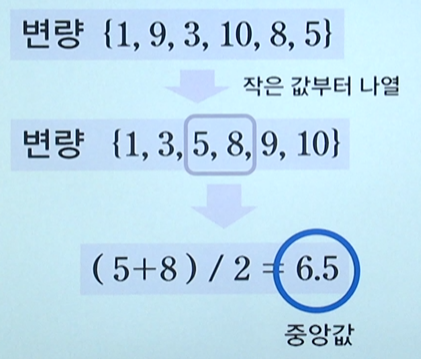 변량 {1, 9, 3, 10, 8, 5}
작은 값부터 나열
변량 {1, 3, 5, 8, 9, 10}
(5+8) / 2 = 6.5
중앙값